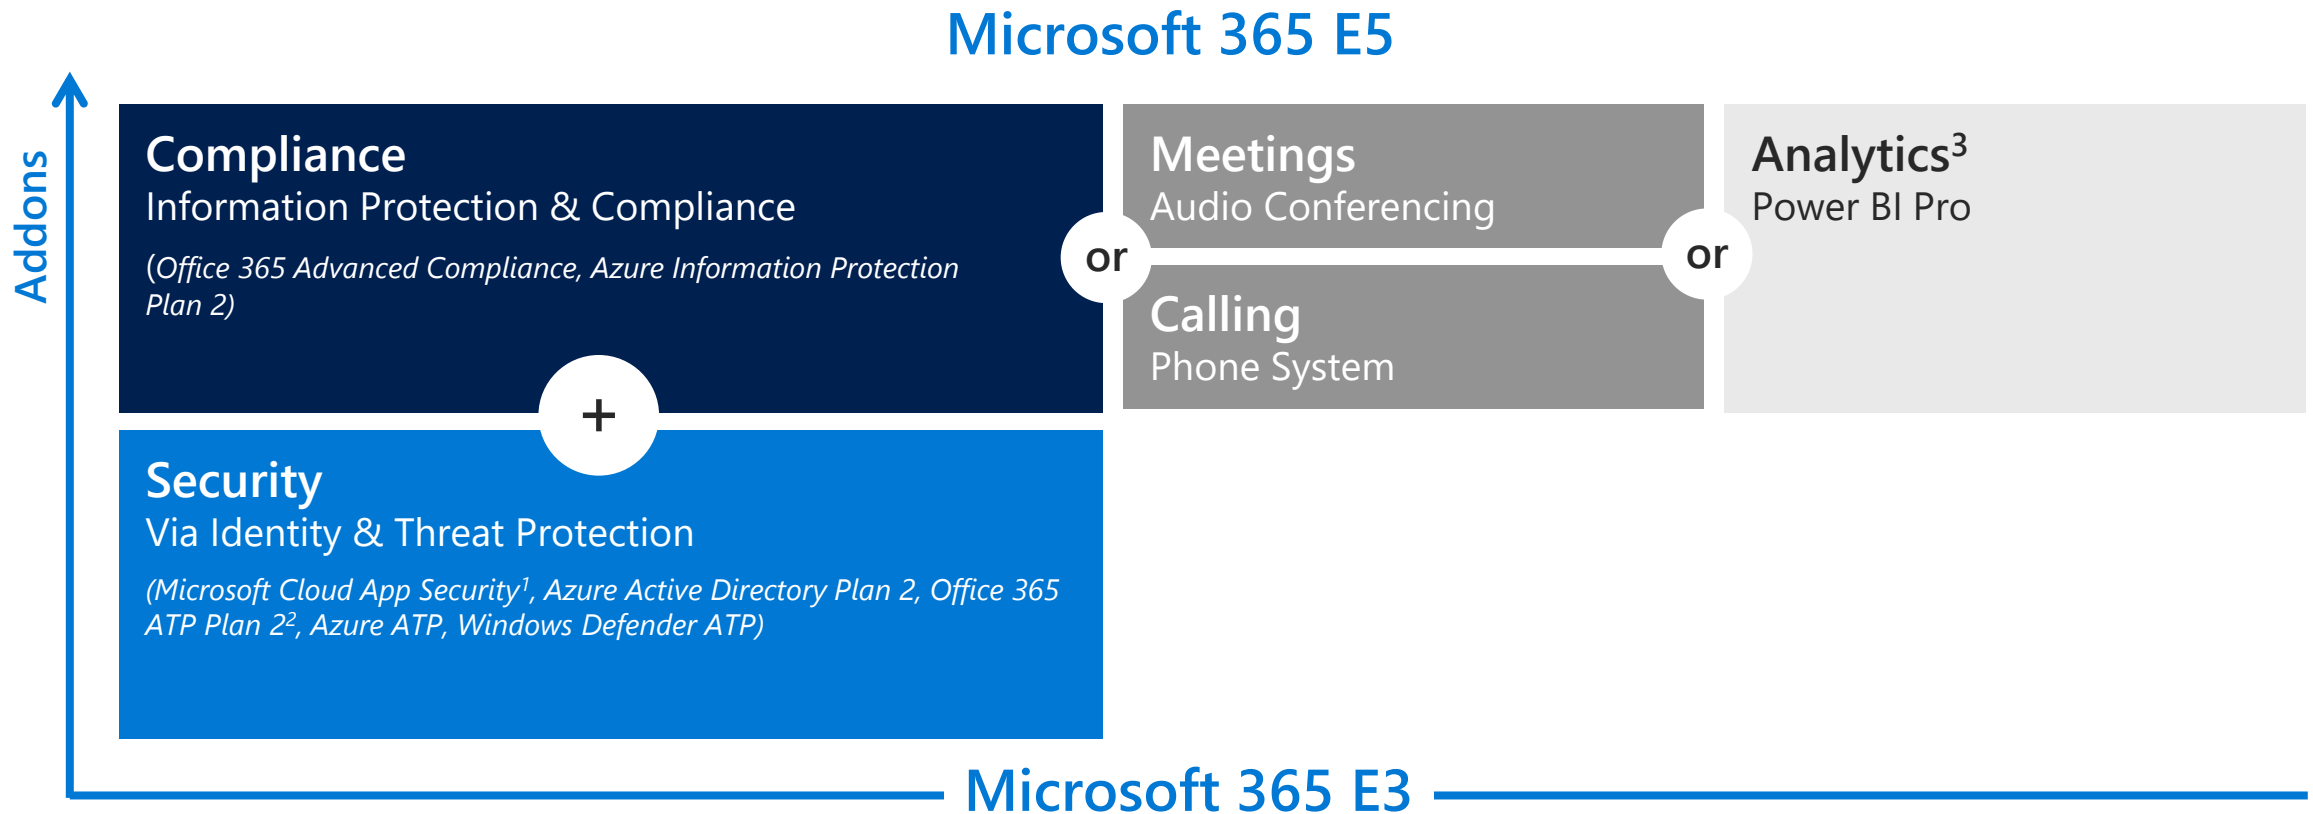 Microsoft 365 E5
Addons
Compliance
Information Protection & Compliance
(Office 365 Advanced Compliance, Azure Information Protection
Plan 2)
or
Meetings
Audio Conferencing
Calling
Phone System
or
Analytics³
Power BI Pro
+
Security
Via Identity & Threat Protection
(Microsoft Cloud App Security¹, Azure Active Directory Plan 2, Office 365
ATP Plan 2², Azure ATP, Windows Defender ATP)
Microsoft 365 E3